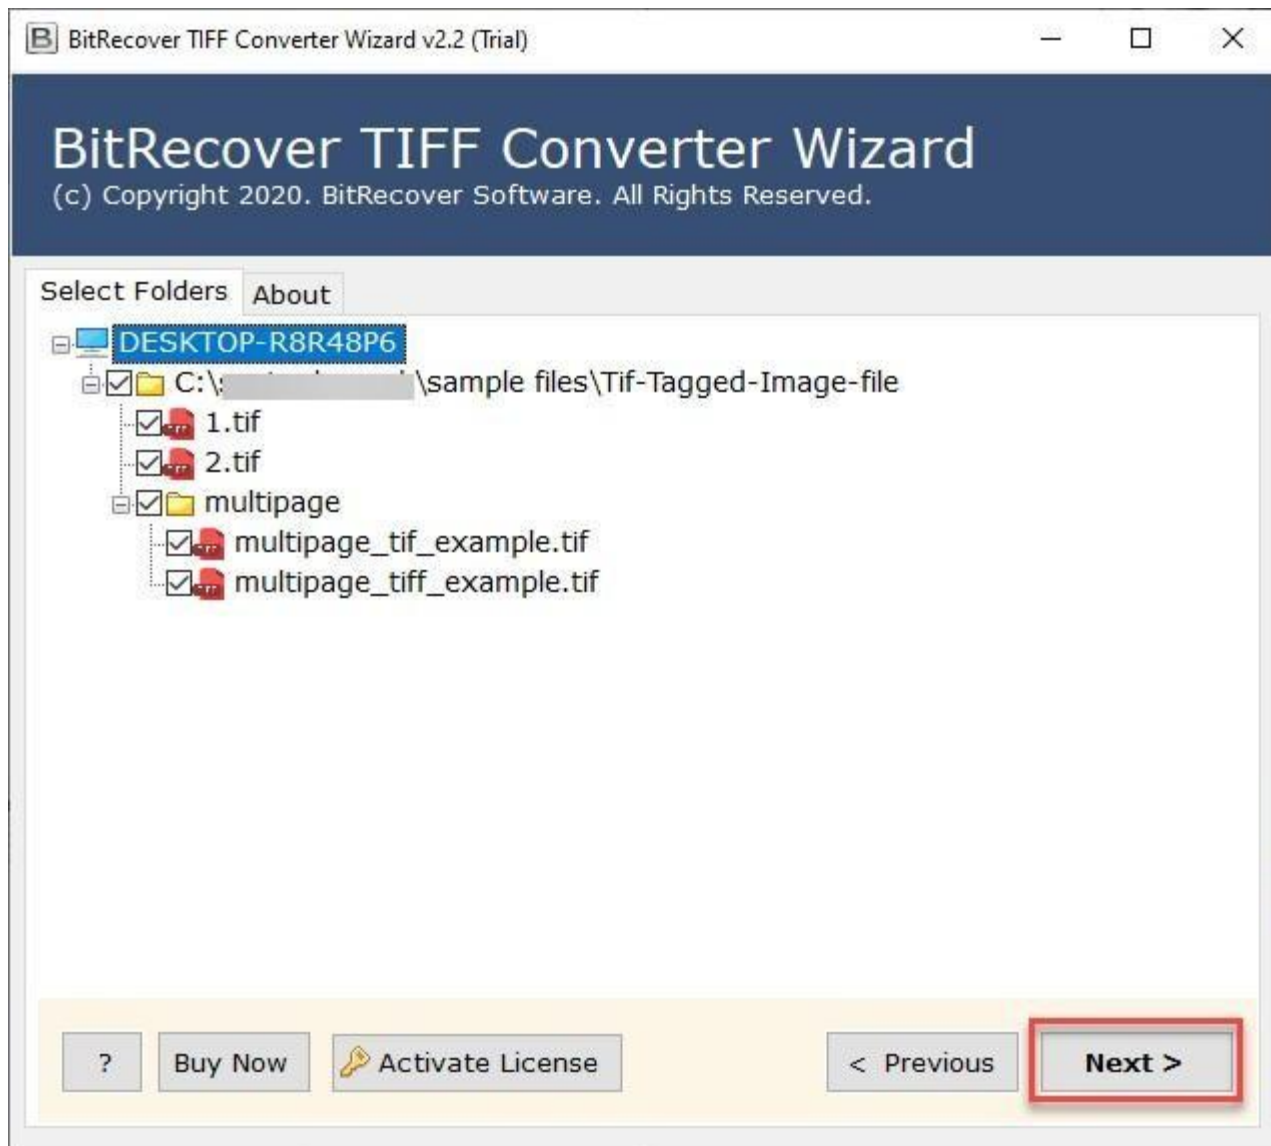 BitRecover TIFF Converter Wizard v2.2 (Trial)
BitRecover TIFF Converter Wizard
(c) Copyright 2020. BitRecover Software. All Rights Reserved.
Select Folders About
DESKTOP-R8R48P6
C:\ \sample files\Tif-Tagged-Image-file
1.tif
2.tif
multipage
multipage_tif_example.tif
multipage_tiff_example.tif
? Buy Now Activate License < Previous Next >